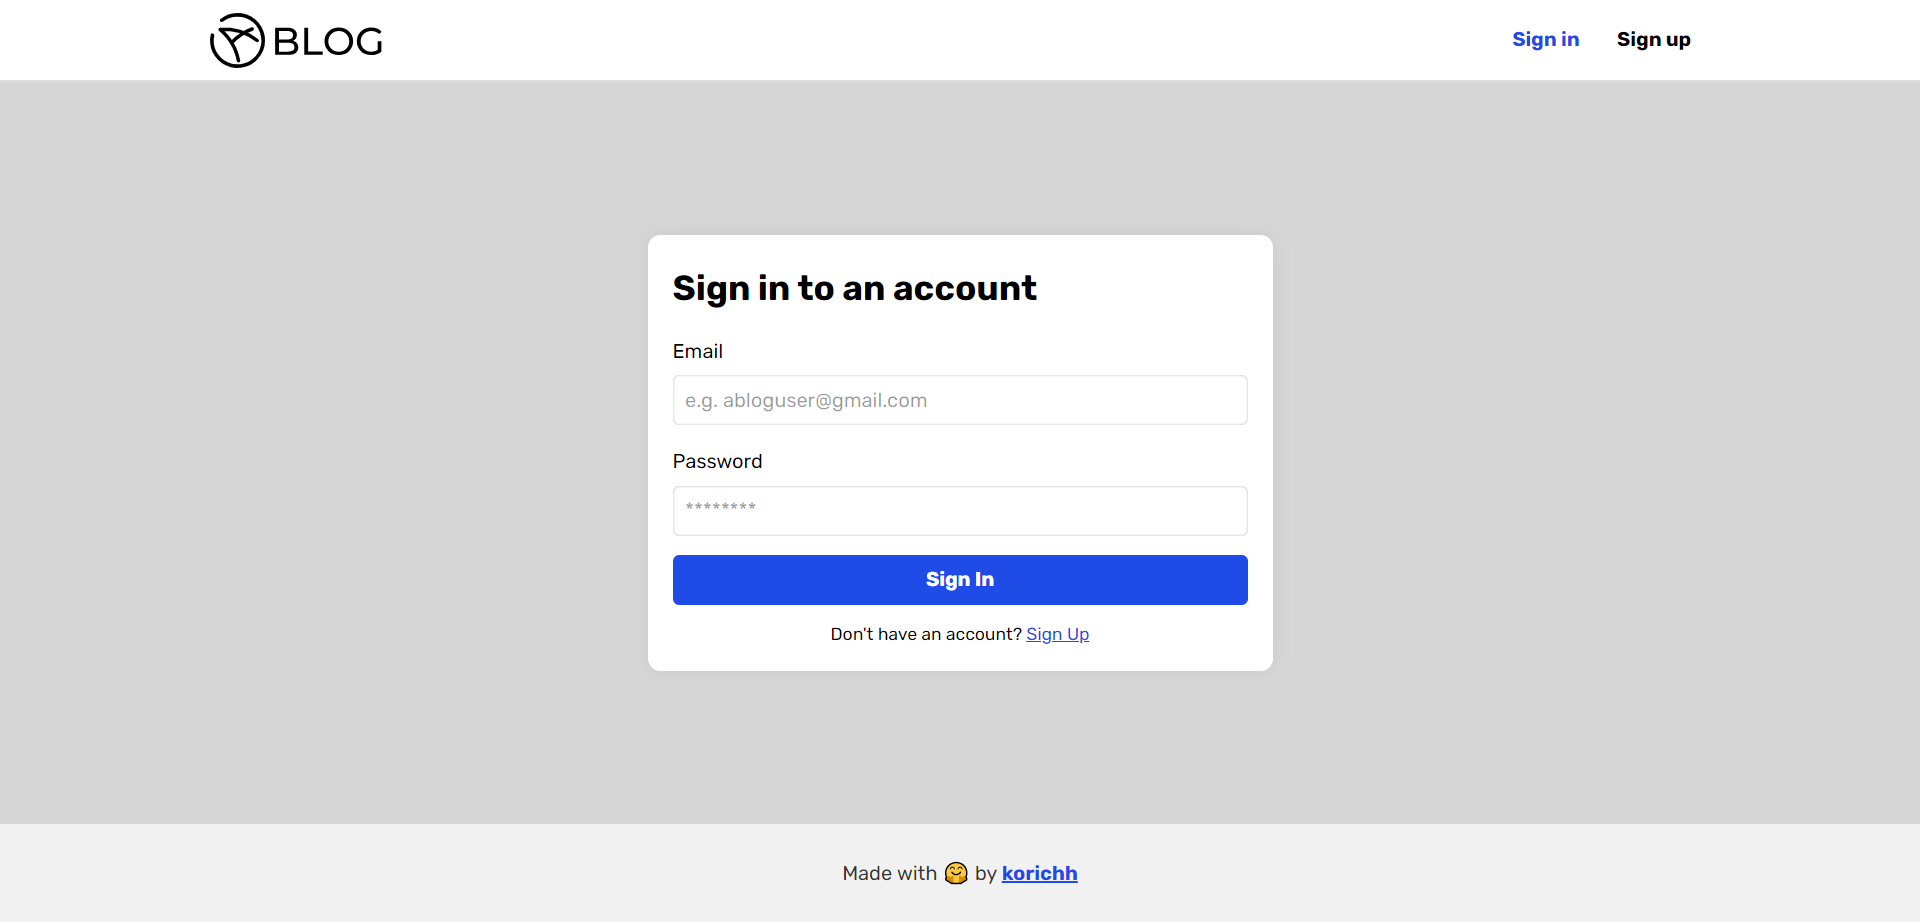 BLOG
Sign in
Sign up
Sign in to an account
Email
e.g. abloguser@gmail.com
Password
********
Sign In
Don't have an account? Sign Up
Made with 🤗 by korichh